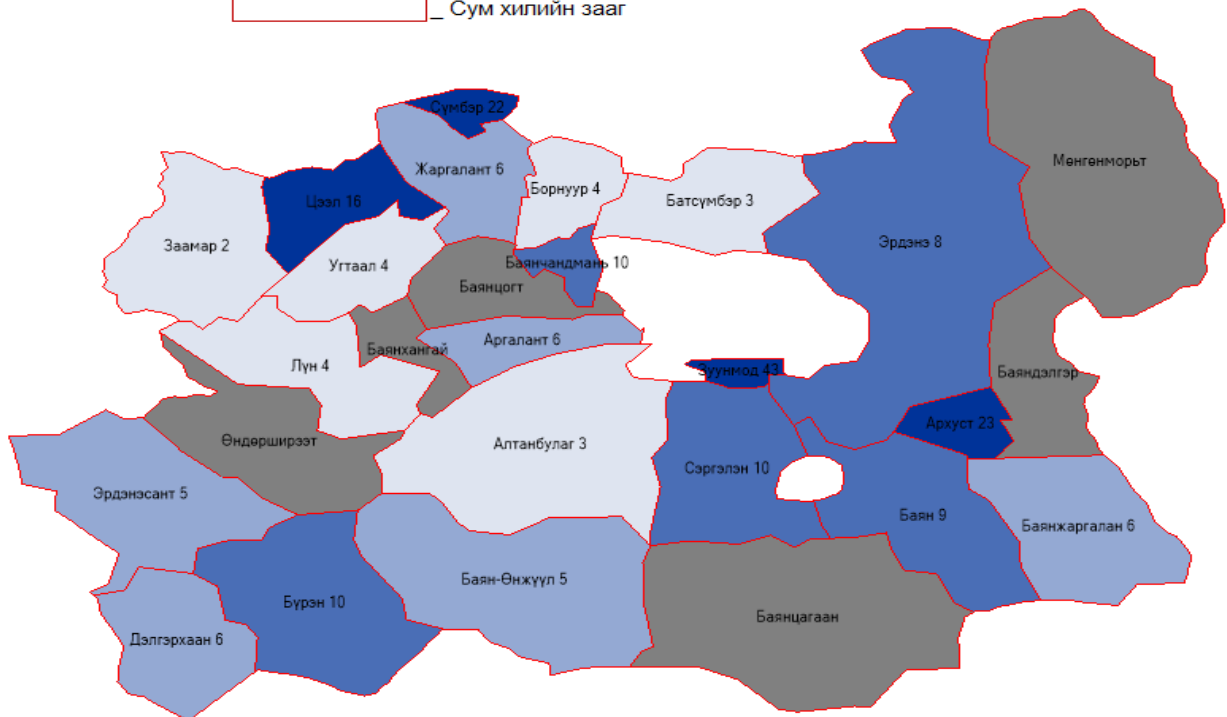 _ Сум хилийн зааг
Сүмбэр 22
Мөнгөнморьт
Жаргалант 6
Борнуур 4
Цээл 16
Батсүмбэр 3
Заамар 2
Эрдэнэ 8
Угтаал 4
Баянчандмань 10
Баянцогт
Аргалант 6
Баянхангай
Лүн 4
Зуунмод 43
Баяндэлгэр
Архуст 23
Өндөрширээт
Алтанбулаг 3
Сэргэлэн 10
Эрдэнэсант 5
Баян 9
Баянжаргалан 6
Баян-Өнжүүл 5
Бүрэн 10
Баянцагаан
Дэлгэрхаан 6